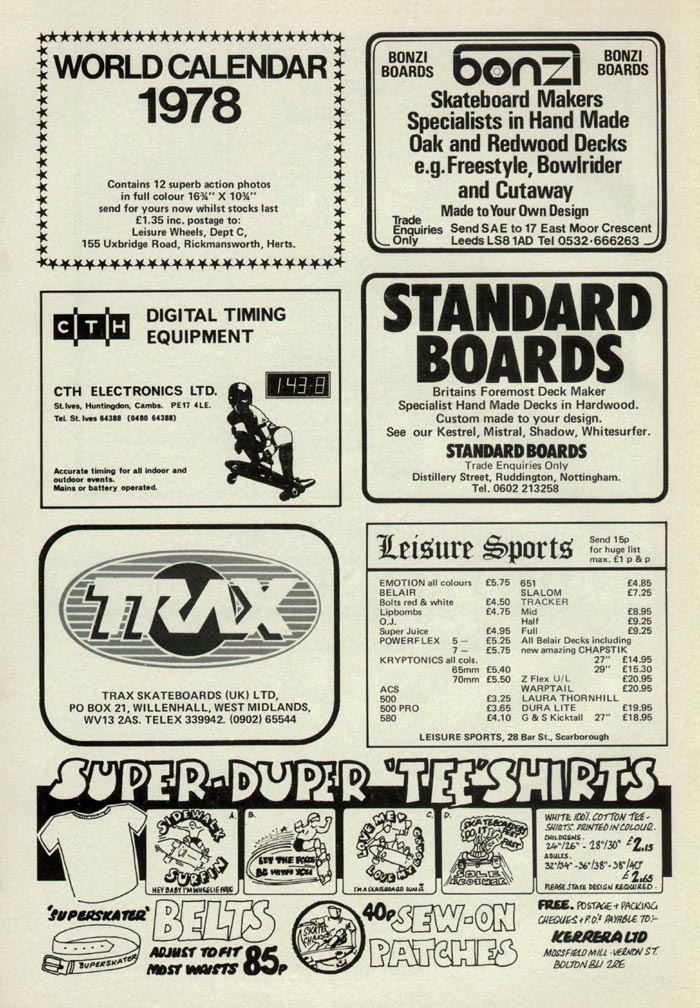 WORLD CALENDAR
1978
Contains 12 superb action photos
in full colour 16¾" X 10¾"
send for yours now whilst stocks last
£1.35 inc. postage to:
Leisure Wheels, Dept C,
155 Uxbridge Road, Rickmansworth, Herts.
BONZI BOARDS
bonzi
BONZI BOARDS
Skateboard Makers
Specialists in Hand Made
Oak and Redwood Decks
e.g. Freestyle, Bowlrider
and Cutaway
Made to Your Own Design
Trade Enquiries Only
Send SAE to 17 East Moor Crescent
Leeds LS8 1AD Tel 0532·666263
CTH
DIGITAL TIMING
EQUIPMENT
CTH ELECTRONICS LTD.
St. Ives, Huntingdon, Cambs. PE17 4LE.
Tel. St. Ives 64388 (0480 64388)
143·8
Accurate timing for all indoor and
outdoor events.
Mains or battery operated.
STANDARD
BOARDS
Britains Foremost Deck Maker
Specialist Hand Made Decks in Hardwood.
Custom made to your design.
See our Kestrel, Mistral, Shadow, Whitesurfer.
STANDARD BOARDS
Trade Enquiries Only
Distillery Street, Ruddington, Nottingham.
Tel. 0602 213258
TRAX
TRAX SKATEBOARDS (UK) LTD,
PO BOX 21, WILLENHALL, WEST MIDLANDS,
WV13 2AS. TELEX 339942. (0902) 65544
Leisure Sports
Send 15p
for huge list
max. £1 p & p
EMOTION all colours £5.75
BELAIR
Bolts red & white £4.50
Lipbombs £4.75
O.J.
Super Juice £4.95
POWERFLEX 5 – £5.25
7 – £5.75
KRYPTONICS all cols.
65mm £5.40
70mm £5.50
ACS
500 £3.25
500 PRO £3.65
580 £4.10
651 £4.85
SLALOM £7.25
TRACKER
Mid £8.95
Half £9.25
Full £9.25
All Belair Decks including
new amazing CHAPSTIK
27" £14.95
29" £15.30
Z Flex U/L £20.95
WARPTAIL £20.95
LAURA THORNHILL
DURA LITE £19.95
G & S Kicktail 27" £18.95
LEISURE SPORTS, 28 Bar St., Scarborough
SUPER-DUPER 'TEE'SHIRTS
A.
SIDEWALK
SURFIN
HEY BABY I'M WHEELIE FREE
B.
LET THE FORCE
BE WITH YOU
C.
LOVE ME,
LOVE MY
I'M A SKATEBOARD
D.
SKATEBOARDERS
DO IT
FEET
FIRST
SOLE
WHITE 100% COTTON TEE-
SHIRTS. PRINTED IN COLOUR.
CHILDRENS.
24"/26" - 28"/30" £2.15
ADULTS.
32"/34" - 36"/38" - 38"/40"
£2.65
PLEASE STATE DESIGN REQUIRED.
'SUPERSKATER' BELTS
SUPERSKATER
ADJUST TO FIT
MOST WAISTS 85p
SKATE
40p SEW-ON
PATCHES
FREE. POSTAGE + PACKING
CHEQUES + P.O's PAYABLE TO:-
KERRERA LTD
MOSSFIELD MILL · VERNON ST.
BOLTON BL1 2RE